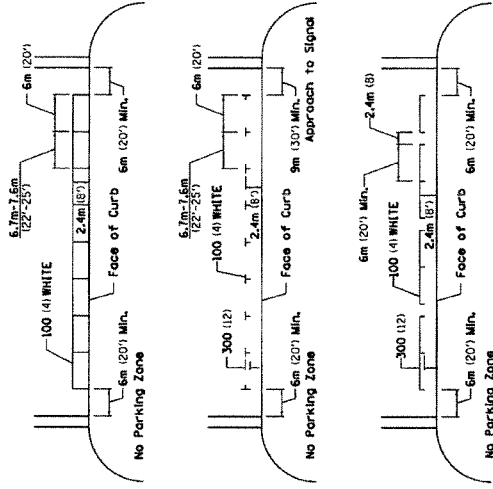 6.7m-7.6m
(22'-25')
6m (20')
100 (4) WHITE
2.4m (8')
Face of Curb
6m (20') Min.
6m (20') Min.
No Parking Zone
6.7m-7.6m
(22'-25')
6m (20')
100 (4) WHITE
2.4m (8')
300 (12)
Face of Curb
6m (20') Min.
9m (30') Min.
Approach to Signal
No Parking Zone
6m (20') Min.
2.4m (8)
100 (4) WHITE
2.4m (8')
300 (12)
Face of Curb
6m (20') Min.
6m (20') Min.
No Parking Zone